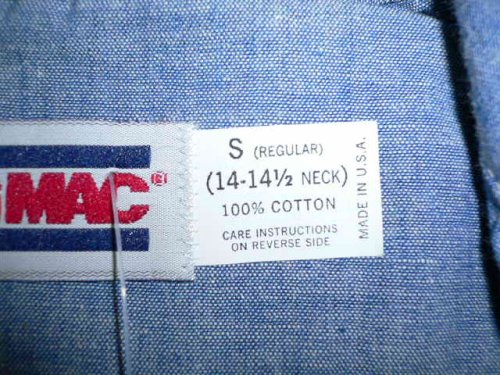 MAC®
S (REGULAR)
(14-14½ NECK)
100% COTTON
CARE INSTRUCTIONS
ON REVERSE SIDE
MADE IN U.S.A.